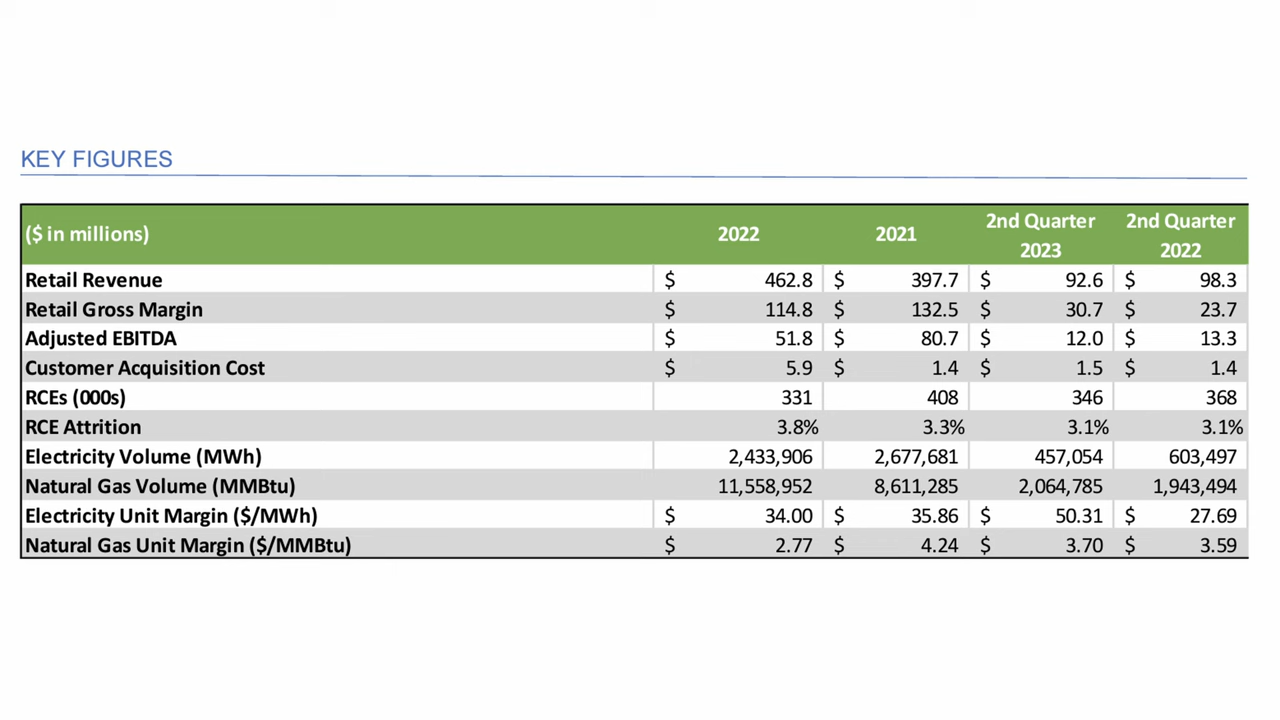 KEY FIGURES
($ in millions) 2022 2021 2nd Quarter 2023 2nd Quarter 2022
Retail Revenue $ 462.8 $ 397.7 $ 92.6 $ 98.3
Retail Gross Margin $ 114.8 $ 132.5 $ 30.7 $ 23.7
Adjusted EBITDA $ 51.8 $ 80.7 $ 12.0 $ 13.3
Customer Acquisition Cost $ 5.9 $ 1.4 $ 1.5 $ 1.4
RCEs (000s) 331 408 346 368
RCE Attrition 3.8% 3.3% 3.1% 3.1%
Electricity Volume (MWh) 2,433,906 2,677,681 457,054 603,497
Natural Gas Volume (MMBtu) 11,558,952 8,611,285 2,064,785 1,943,494
Electricity Unit Margin ($/MWh) $ 34.00 $ 35.86 $ 50.31 $ 27.69
Natural Gas Unit Margin ($/MMBtu) $ 2.77 $ 4.24 $ 3.70 $ 3.59